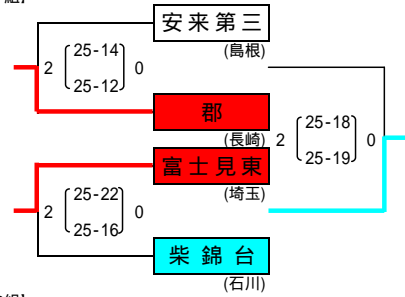 安来第三
(島根)
2 25-14 0
25-12
郡
(長崎)
2 25-18 0
25-19
富士見東
(埼玉)
2 25-22 0
25-16
柴錦台
(石川)